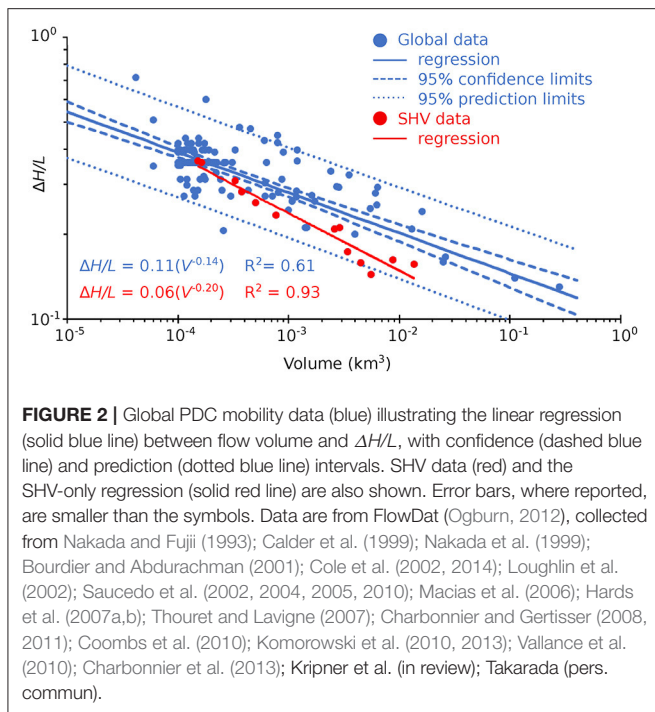 10⁰
Global data
regression
95% confidence limits
95% prediction limits
SHV data
regression
ΔH/L
ΔH/L = 0.11(V⁻⁰·¹⁴) R²= 0.61
ΔH/L = 0.06(V⁻⁰·²⁰) R² = 0.93
10⁻¹
10⁻⁵ 10⁻⁴ 10⁻³ 10⁻² 10⁻¹ 10⁰
Volume (km³)
FIGURE 2 | Global PDC mobility data (blue) illustrating the linear regression
(solid blue line) between flow volume and ΔH/L, with confidence (dashed blue
line) and prediction (dotted blue line) intervals. SHV data (red) and the
SHV-only regression (solid red line) are also shown. Error bars, where reported,
are smaller than the symbols. Data are from FlowDat (Ogburn, 2012), collected
from Nakada and Fujii (1993); Calder et al. (1999); Nakada et al. (1999);
Bourdier and Abdurachman (2001); Cole et al. (2002, 2014); Loughlin et al.
(2002); Saucedo et al. (2002, 2004, 2005, 2010); Macias et al. (2006); Hards
et al. (2007a,b); Thouret and Lavigne (2007); Charbonnier and Gertisser (2008,
2011); Coombs et al. (2010); Komorowski et al. (2010, 2013); Vallance et al.
(2010); Charbonnier et al. (2013); Kripner et al. (in review); Takarada (pers.
commun).